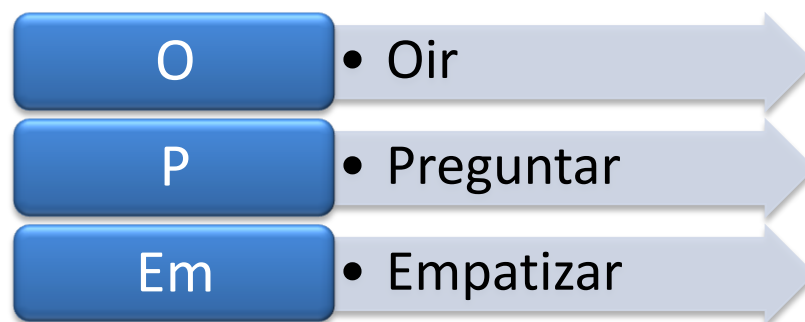 O • Oir
P • Preguntar
Em • Empatizar